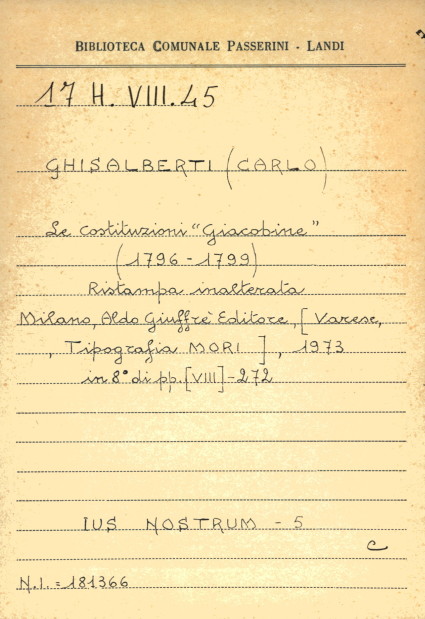 BIBLIOTECA COMUNALE PASSERINI - LANDI
17 H. VIII.45
GHISALBERTI (CARLO)
Le costituzioni "Giacobine"
(1796 - 1799)
Ristampa inalterata
Milano, Aldo Giuffrè Editore, [Varese,
, Tipografia MORI ] , 1973
in 8° di pp. [VIII] - 272
IUS NOSTRUM - 5
C
N.I. = 181366